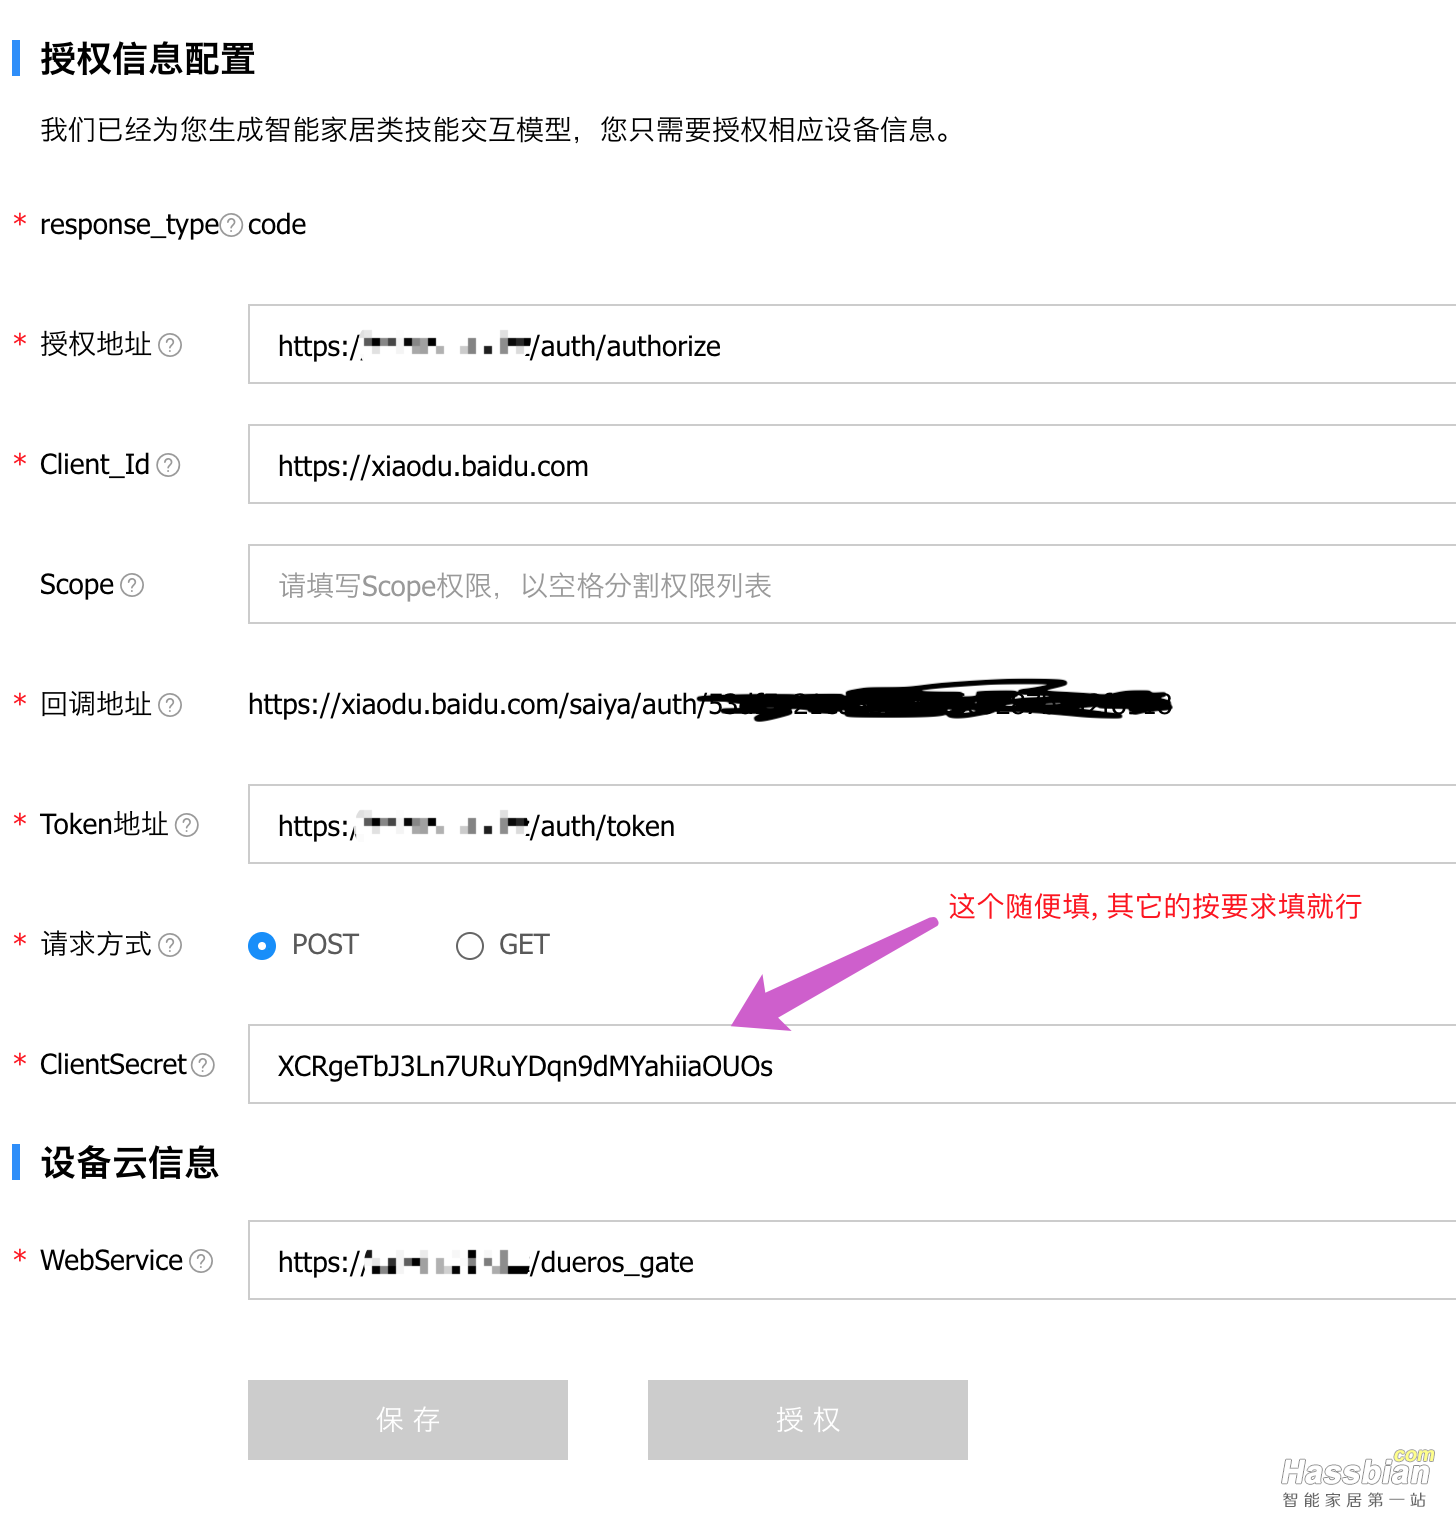 授权信息配置
我们已经为您生成智能家居类技能交互模型，您只需要授权相应设备信息。
* response_type ? code
* 授权地址 ? https:/ /auth/authorize
* Client_Id ? https://xiaodu.baidu.com
Scope ? 请填写Scope权限，以空格分割权限列表
* 回调地址 ? https://xiaodu.baidu.com/saiya/auth/
* Token地址 ? https:/ /auth/token
这个随便填, 其它的按要求填就行
* 请求方式 ? POST GET
* ClientSecret ? XCRgeTbJ3Ln7URuYDqn9dMYahiiaOUOs
设备云信息
* WebService ? https:// /dueros_gate
保存 授权
Hassbian.com
智能家居第一站